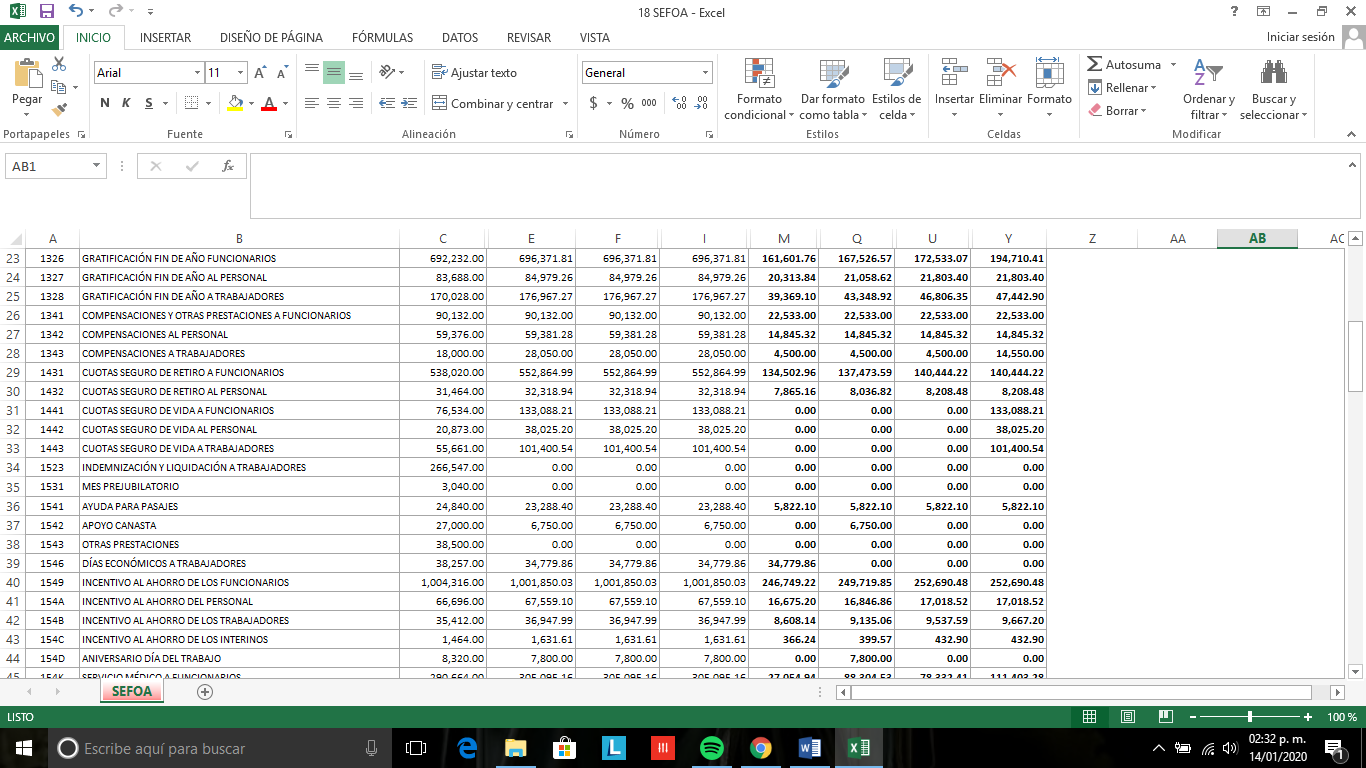 18 SEFOA - Excel
ARCHIVO INICIO INSERTAR DISEÑO DE PÁGINA FÓRMULAS DATOS REVISAR VISTA Iniciar sesión
Pegar
Arial 11
N K S
Ajustar texto
Combinar y centrar
General
$ % 000
Formato condicional
Dar formato como tabla
Estilos de celda
Insertar Eliminar Formato
Autosuma
Rellenar
Borrar
Ordenar y filtrar
Buscar y seleccionar
Portapapeles Fuente Alineación Número Estilos Celdas Modificar
AB1 fx
A B C E F I M Q U Y Z AA AB AC
23 1326 GRATIFICACIÓN FIN DE AÑO FUNCIONARIOS 692,232.00 696,371.81 696,371.81 696,371.81 161,601.76 167,526.57 172,533.07 194,710.41
24 1327 GRATIFICACIÓN FIN DE AÑO AL PERSONAL 83,688.00 84,979.26 84,979.26 84,979.26 20,313.84 21,058.62 21,803.40 21,803.40
25 1328 GRATIFICACIÓN FIN DE AÑO A TRABAJADORES 170,028.00 176,967.27 176,967.27 176,967.27 39,369.10 43,348.92 46,806.35 47,442.90
26 1341 COMPENSACIONES Y OTRAS PRESTACIONES A FUNCIONARIOS 90,132.00 90,132.00 90,132.00 90,132.00 22,533.00 22,533.00 22,533.00 22,533.00
27 1342 COMPENSACIONES AL PERSONAL 59,376.00 59,381.28 59,381.28 59,381.28 14,845.32 14,845.32 14,845.32 14,845.32
28 1343 COMPENSACIONES A TRABAJADORES 18,000.00 28,050.00 28,050.00 28,050.00 4,500.00 4,500.00 4,500.00 14,550.00
29 1431 CUOTAS SEGURO DE RETIRO A FUNCIONARIOS 538,020.00 552,864.99 552,864.99 552,864.99 134,502.96 137,473.59 140,444.22 140,444.22
30 1432 CUOTAS SEGURO DE RETIRO AL PERSONAL 31,464.00 32,318.94 32,318.94 32,318.94 7,865.16 8,036.82 8,208.48 8,208.48
31 1441 CUOTAS SEGURO DE VIDA A FUNCIONARIOS 76,534.00 133,088.21 133,088.21 133,088.21 0.00 0.00 0.00 133,088.21
32 1442 CUOTAS SEGURO DE VIDA AL PERSONAL 20,873.00 38,025.20 38,025.20 38,025.20 0.00 0.00 0.00 38,025.20
33 1443 CUOTAS SEGURO DE VIDA A TRABAJADORES 55,661.00 101,400.54 101,400.54 101,400.54 0.00 0.00 0.00 101,400.54
34 1523 INDEMNIZACIÓN Y LIQUIDACIÓN A TRABAJADORES 266,547.00 0.00 0.00 0.00 0.00 0.00 0.00 0.00
35 1531 MES PREJUBILATORIO 3,040.00 0.00 0.00 0.00 0.00 0.00 0.00 0.00
36 1541 AYUDA PARA PASAJES 24,840.00 23,288.40 23,288.40 23,288.40 5,822.10 5,822.10 5,822.10 5,822.10
37 1542 APOYO CANASTA 27,000.00 6,750.00 6,750.00 6,750.00 0.00 6,750.00 0.00 0.00
38 1543 OTRAS PRESTACIONES 38,500.00 0.00 0.00 0.00 0.00 0.00 0.00 0.00
39 1546 DÍAS ECONÓMICOS A TRABAJADORES 38,257.00 34,779.86 34,779.86 34,779.86 34,779.86 0.00 0.00 0.00
40 1549 INCENTIVO AL AHORRO DE LOS FUNCIONARIOS 1,004,316.00 1,001,850.03 1,001,850.03 1,001,850.03 246,749.22 249,719.85 252,690.48 252,690.48
41 154A INCENTIVO AL AHORRO DEL PERSONAL 66,696.00 67,559.10 67,559.10 67,559.10 16,675.20 16,846.86 17,018.52 17,018.52
42 154B INCENTIVO AL AHORRO DE LOS TRABAJADORES 35,412.00 36,947.99 36,947.99 36,947.99 8,608.14 9,135.06 9,537.59 9,667.20
43 154C INCENTIVO AL AHORRO DE LOS INTERINOS 1,464.00 1,631.61 1,631.61 1,631.61 366.24 399.57 432.90 432.90
44 154D ANIVERSARIO DÍA DEL TRABAJO 8,320.00 7,800.00 7,800.00 7,800.00 0.00 7,800.00 0.00 0.00
45 154K SERVICIO MÉDICO A FUNCIONARIOS 290,664.00 305,095.16 305,095.16 305,095.16 27,054.94 88,304.53 78,332.41 111,403.28
SEFOA
LISTO 100 %
Escribe aquí para buscar
02:32 p. m.
14/01/2020